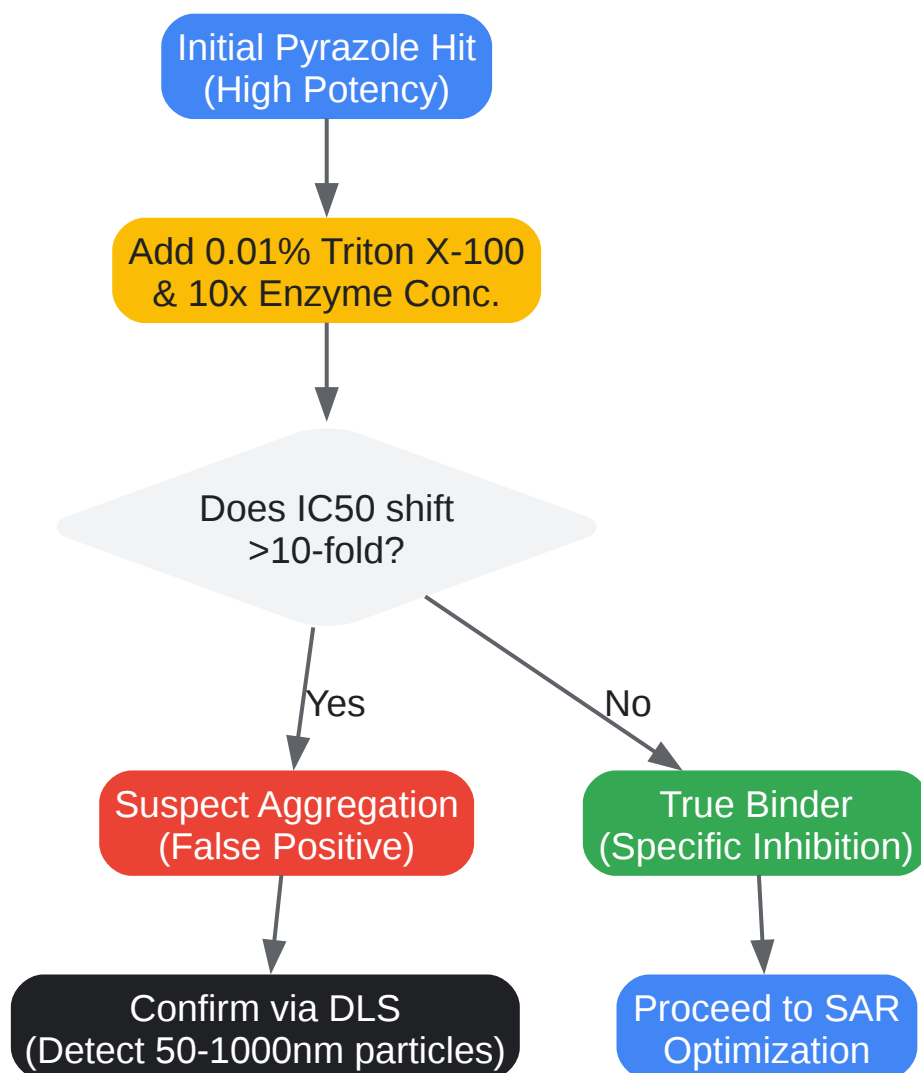 Initial Pyrazole Hit
(High Potency)
Add 0.01% Triton X-100
& 10x Enzyme Conc.
Does IC50 shift
>10-fold?
Yes
No
Suspect Aggregation
(False Positive)
True Binder
(Specific Inhibition)
Confirm via DLS
(Detect 50-1000nm particles)
Proceed to SAR
Optimization